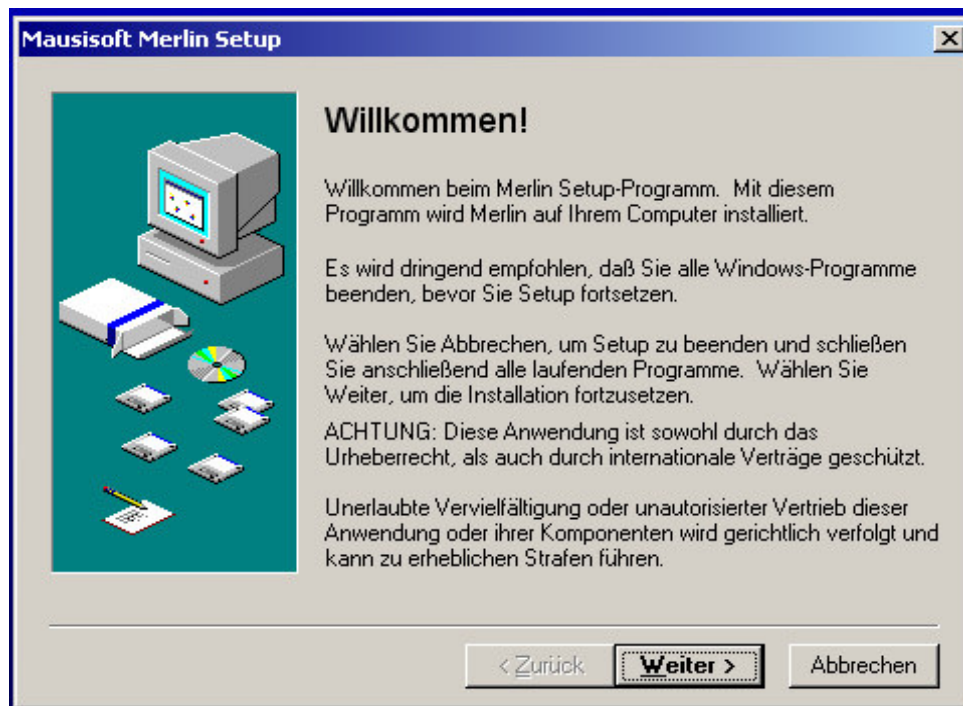 Mausisoft Merlin Setup
Willkommen!
Willkommen beim Merlin Setup-Programm. Mit diesem
Programm wird Merlin auf Ihrem Computer installiert.
Es wird dringend empfohlen, daß Sie alle Windows-Programme
beenden, bevor Sie Setup fortsetzen.
Wählen Sie Abbrechen, um Setup zu beenden und schließen
Sie anschließend alle laufenden Programme. Wählen Sie
Weiter, um die Installation fortzusetzen.
ACHTUNG: Diese Anwendung ist sowohl durch das
Urheberrecht, als auch durch internationale Verträge geschützt.
Unerlaubte Vervielfältigung oder unautorisierter Vertrieb dieser
Anwendung oder ihrer Komponenten wird gerichtlich verfolgt und
kann zu erheblichen Strafen führen.
< Zurück Weiter > Abbrechen